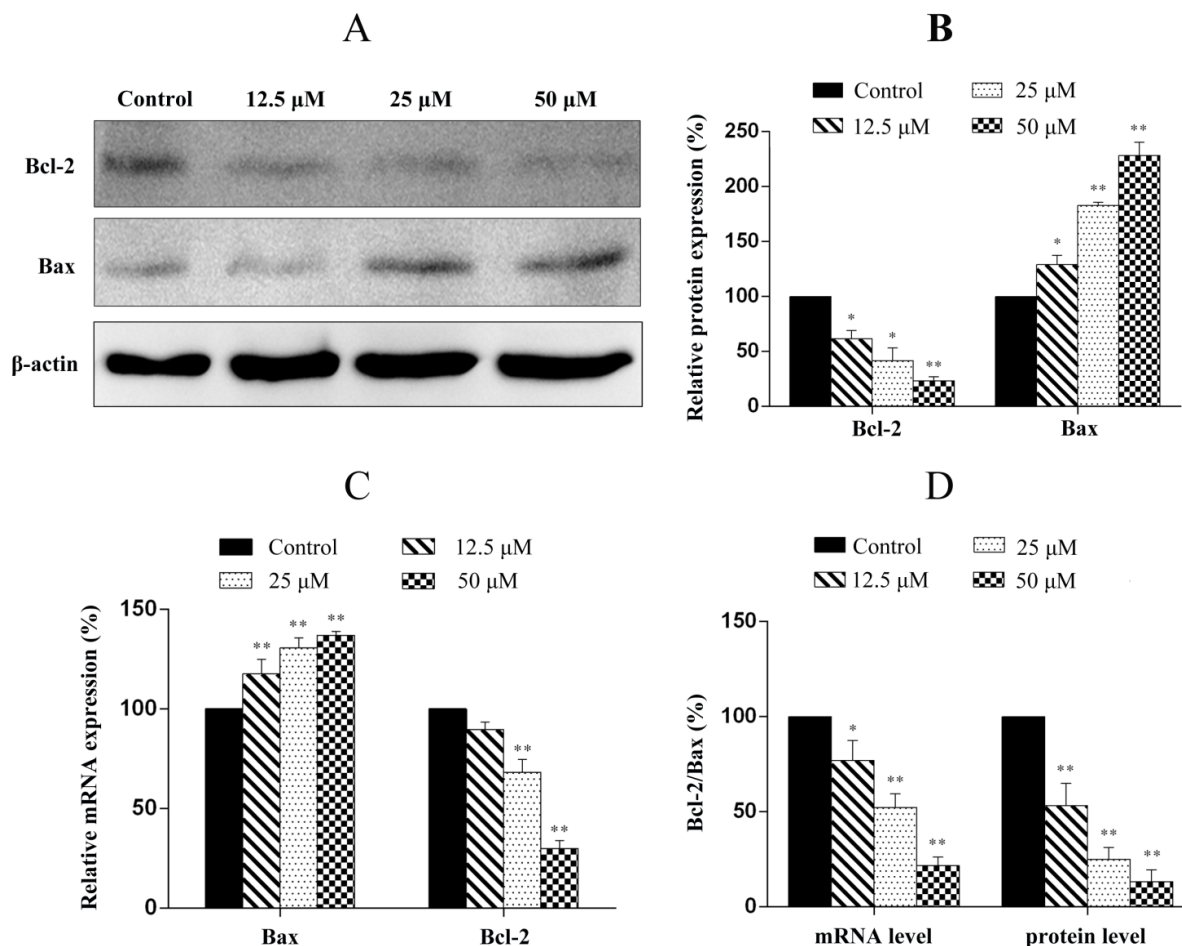 A
Control 12.5 μM 25 μM 50 μM
Bcl-2
Bax
β-actin
B
Control 25 μM
12.5 μM 50 μM
Relative protein expression (%)
250
200
150
100
50
0
* * ** * ** **
Bcl-2 Bax
C
Control 12.5 μM
25 μM 50 μM
Relative mRNA expression (%)
150
100
50
0
** ** ** ** **
Bax Bcl-2
D
Control 25 μM
12.5 μM 50 μM
Bcl-2/Bax (%)
150
100
50
0
* ** ** ** ** **
mRNA level protein level